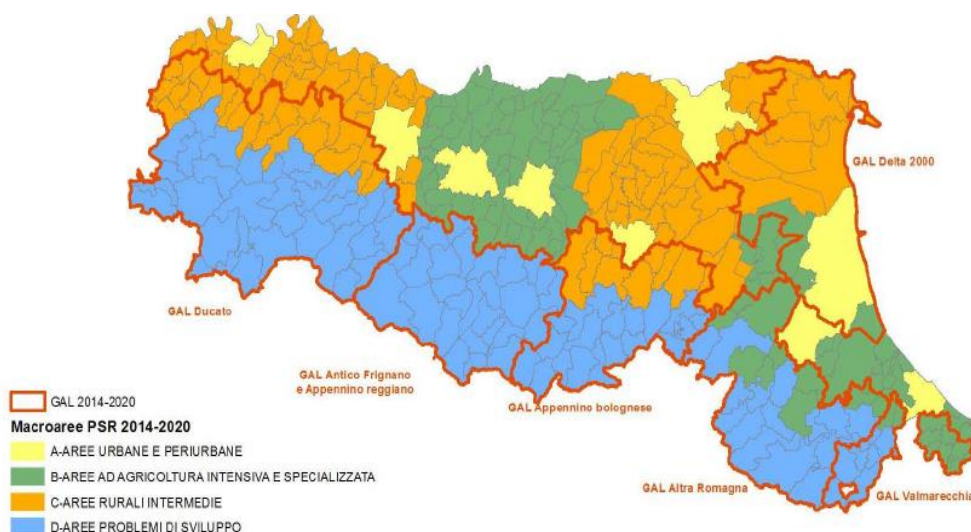 GAL Delta 2000
GAL Ducato
GAL Antico Frignano
e Appennino reggiano
GAL Appennino bolognese
GAL Altra Romagna
GAL Valmarecchia
GAL 2014-2020
Macroaree PSR 2014-2020
A-AREE URBANE E PERIURBANE
B-AREE AD AGRICOLTURA INTENSIVA E SPECIALIZZATA
C-AREE RURALI INTERMEDIE
D-AREE PROBLEMI DI SVILUPPO